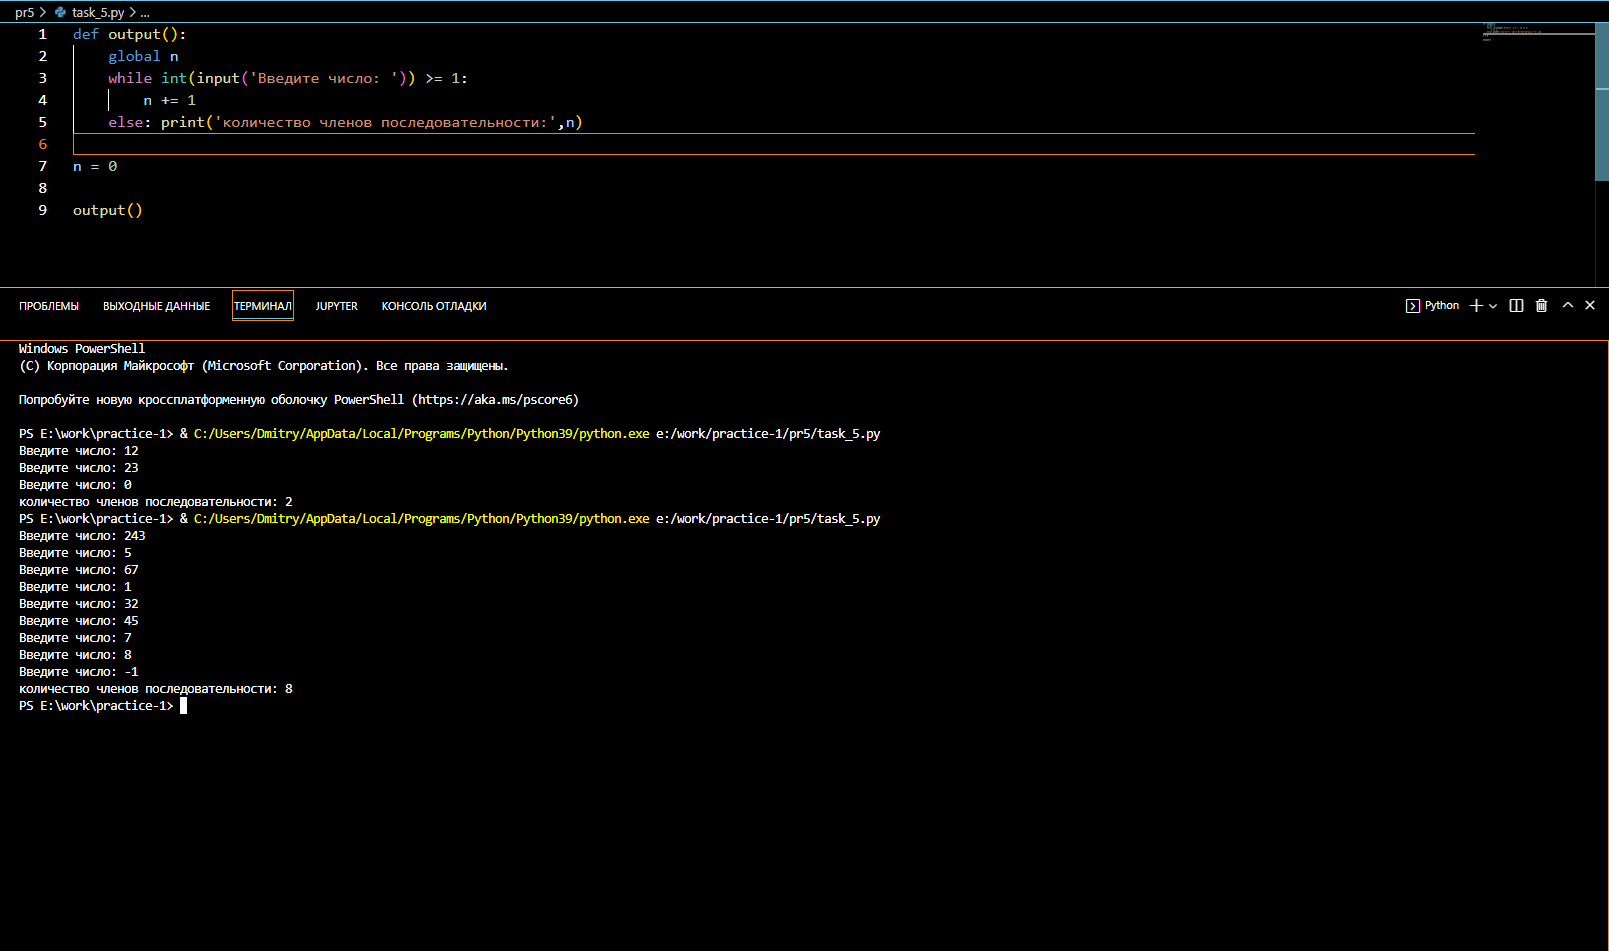 pr5 > task_5.py > ...
1 def output():
2     global n
3     while int(input('Введите число: ')) >= 1:
4         n += 1
5     else: print('количество членов последовательности:',n)
6
7 n = 0
8
9 output()
ПРОБЛЕМЫ ВЫХОДНЫЕ ДАННЫЕ ТЕРМИНАЛ JUPYTER КОНСОЛЬ ОТЛАДКИ Python
Windows PowerShell
(C) Корпорация Майкрософт (Microsoft Corporation). Все права защищены.
Попробуйте новую кроссплатформенную оболочку PowerShell (https://aka.ms/pscore6)
PS E:\work\practice-1> & C:/Users/Dmitry/AppData/Local/Programs/Python/Python39/python.exe e:/work/practice-1/pr5/task_5.py
Введите число: 12
Введите число: 23
Введите число: 0
количество членов последовательности: 2
PS E:\work\practice-1> & C:/Users/Dmitry/AppData/Local/Programs/Python/Python39/python.exe e:/work/practice-1/pr5/task_5.py
Введите число: 243
Введите число: 5
Введите число: 67
Введите число: 1
Введите число: 32
Введите число: 45
Введите число: 7
Введите число: 8
Введите число: -1
количество членов последовательности: 8
PS E:\work\practice-1>